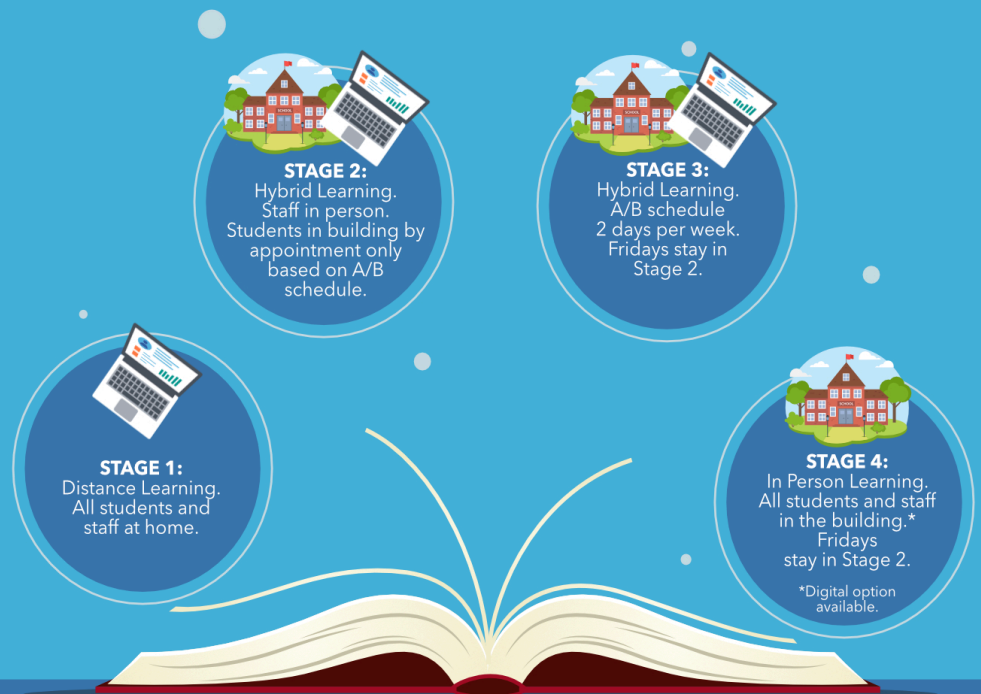 STAGE 1:
Distance Learning.
All students and
staff at home.
STAGE 2:
Hybrid Learning.
Staff in person.
Students in building by
appointment only
based on A/B
schedule.
STAGE 3:
Hybrid Learning.
A/B schedule
2 days per week.
Fridays stay in
Stage 2.
STAGE 4:
In Person Learning.
All students and staff
in the building.*
Fridays
stay in Stage 2.
*Digital option
available.
SCHOOL
SCHOOL
SCHOOL